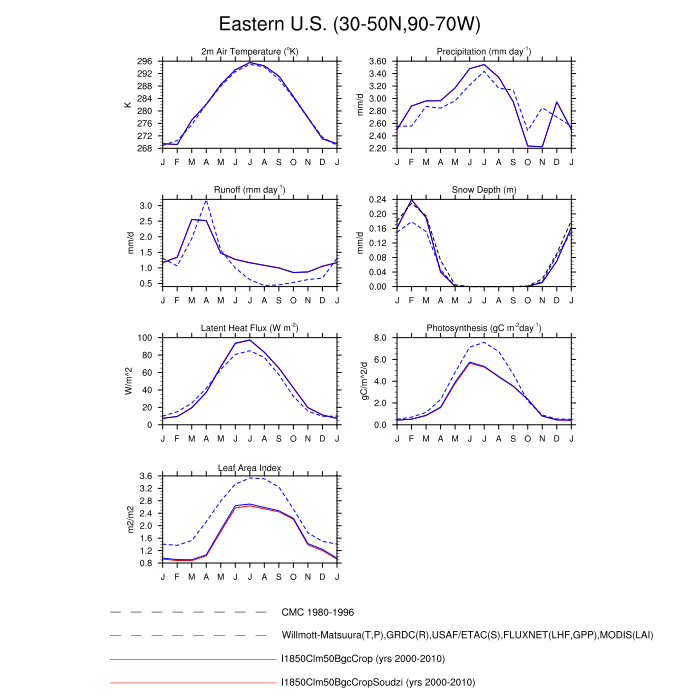 Eastern U.S. (30-50N,90-70W)
2m Air Temperature (°K)
296
292
288
284
280
276
272
268
K
J F M A M J J A S O N D J
Precipitation (mm day-1)
3.60
3.40
3.20
3.00
2.80
2.60
2.40
2.20
mm/d
J F M A M J J A S O N D J
Runoff (mm day-1)
3.0
2.5
2.0
1.5
1.0
0.5
mm/d
J F M A M J J A S O N D J
Snow Depth (m)
0.24
0.20
0.16
0.12
0.08
0.04
0.00
mm/d
J F M A M J J A S O N D J
Latent Heat Flux (W m-2)
100
80
60
40
20
0
W/m^2
J F M A M J J A S O N D J
Photosynthesis (gC m-2day-1)
8.0
6.0
4.0
2.0
0.0
gC/m^2/d
J F M A M J J A S O N D J
Leaf Area Index
3.6
3.2
2.8
2.4
2.0
1.6
1.2
0.8
m2/m2
J F M A M J J A S O N D J
CMC 1980-1996
Willmott-Matsuura(T,P),GRDC(R),USAF/ETAC(S),FLUXNET(LHF,GPP),MODIS(LAI)
I1850Clm50BgcCrop (yrs 2000-2010)
I1850Clm50BgcCropSoudzi (yrs 2000-2010)